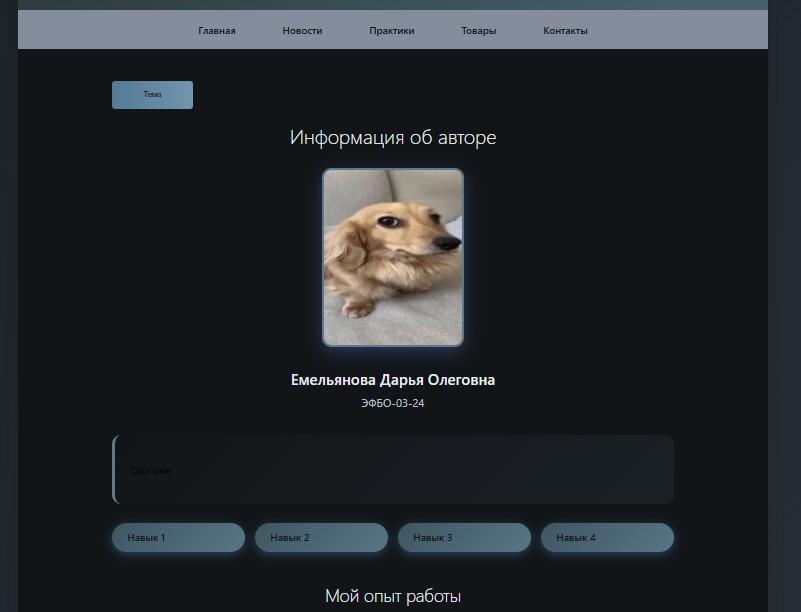 Главная Новости Практики Товары Контакты
Тема
Информация об авторе
Емельянова Дарья Олеговна
ЭФБО-03-24
Обо мне:
Навык 1 Навык 2 Навык 3 Навык 4
Мой опыт работы